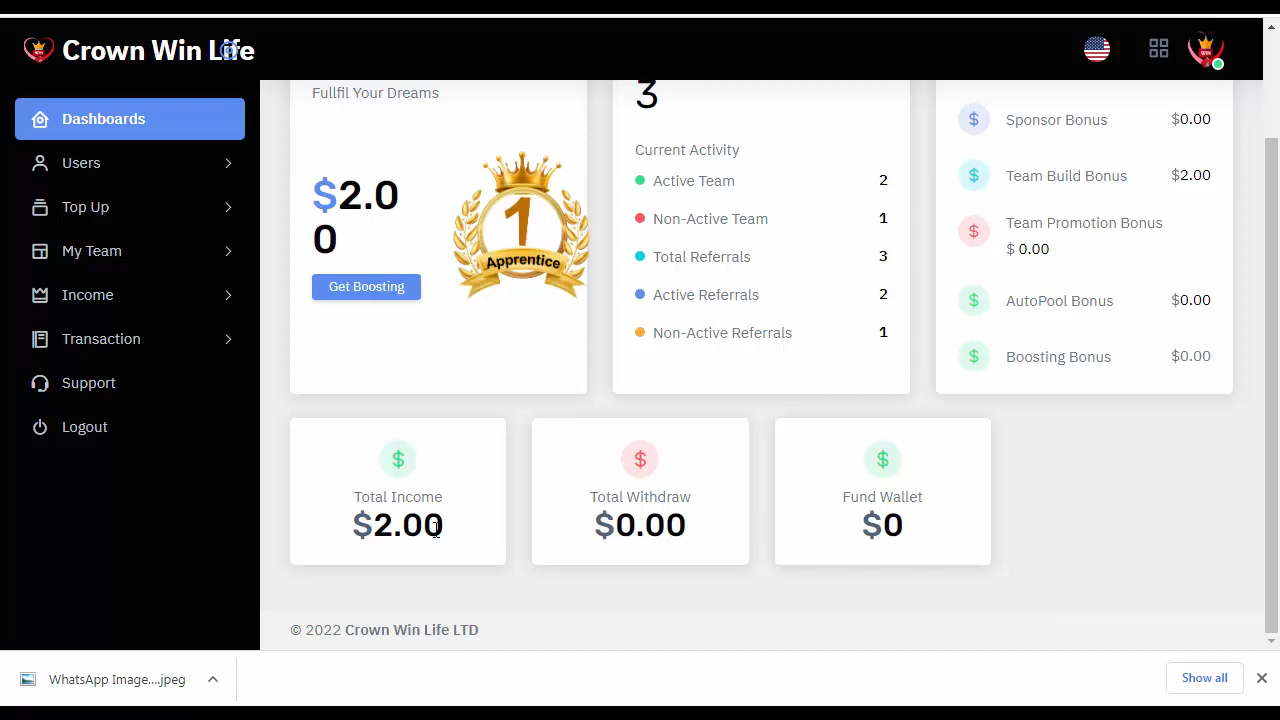 Crown Win Life
Dashboards
Users
Top Up
My Team
Income
Transaction
Support
Logout
Fullfil Your Dreams
$2.0
0
Get Boosting
1
Apprentice
3
Current Activity
Active Team 2
Non-Active Team 1
Total Referrals 3
Active Referrals 2
Non-Active Referrals 1
$ Sponsor Bonus $0.00
$ Team Build Bonus $2.00
$ Team Promotion Bonus
$ 0.00
$ AutoPool Bonus $0.00
$ Boosting Bonus $0.00
$
Total Income
$2.00
$
Total Withdraw
$0.00
$
Fund Wallet
$0
© 2022 Crown Win Life LTD
WhatsApp Image....jpeg
Show all